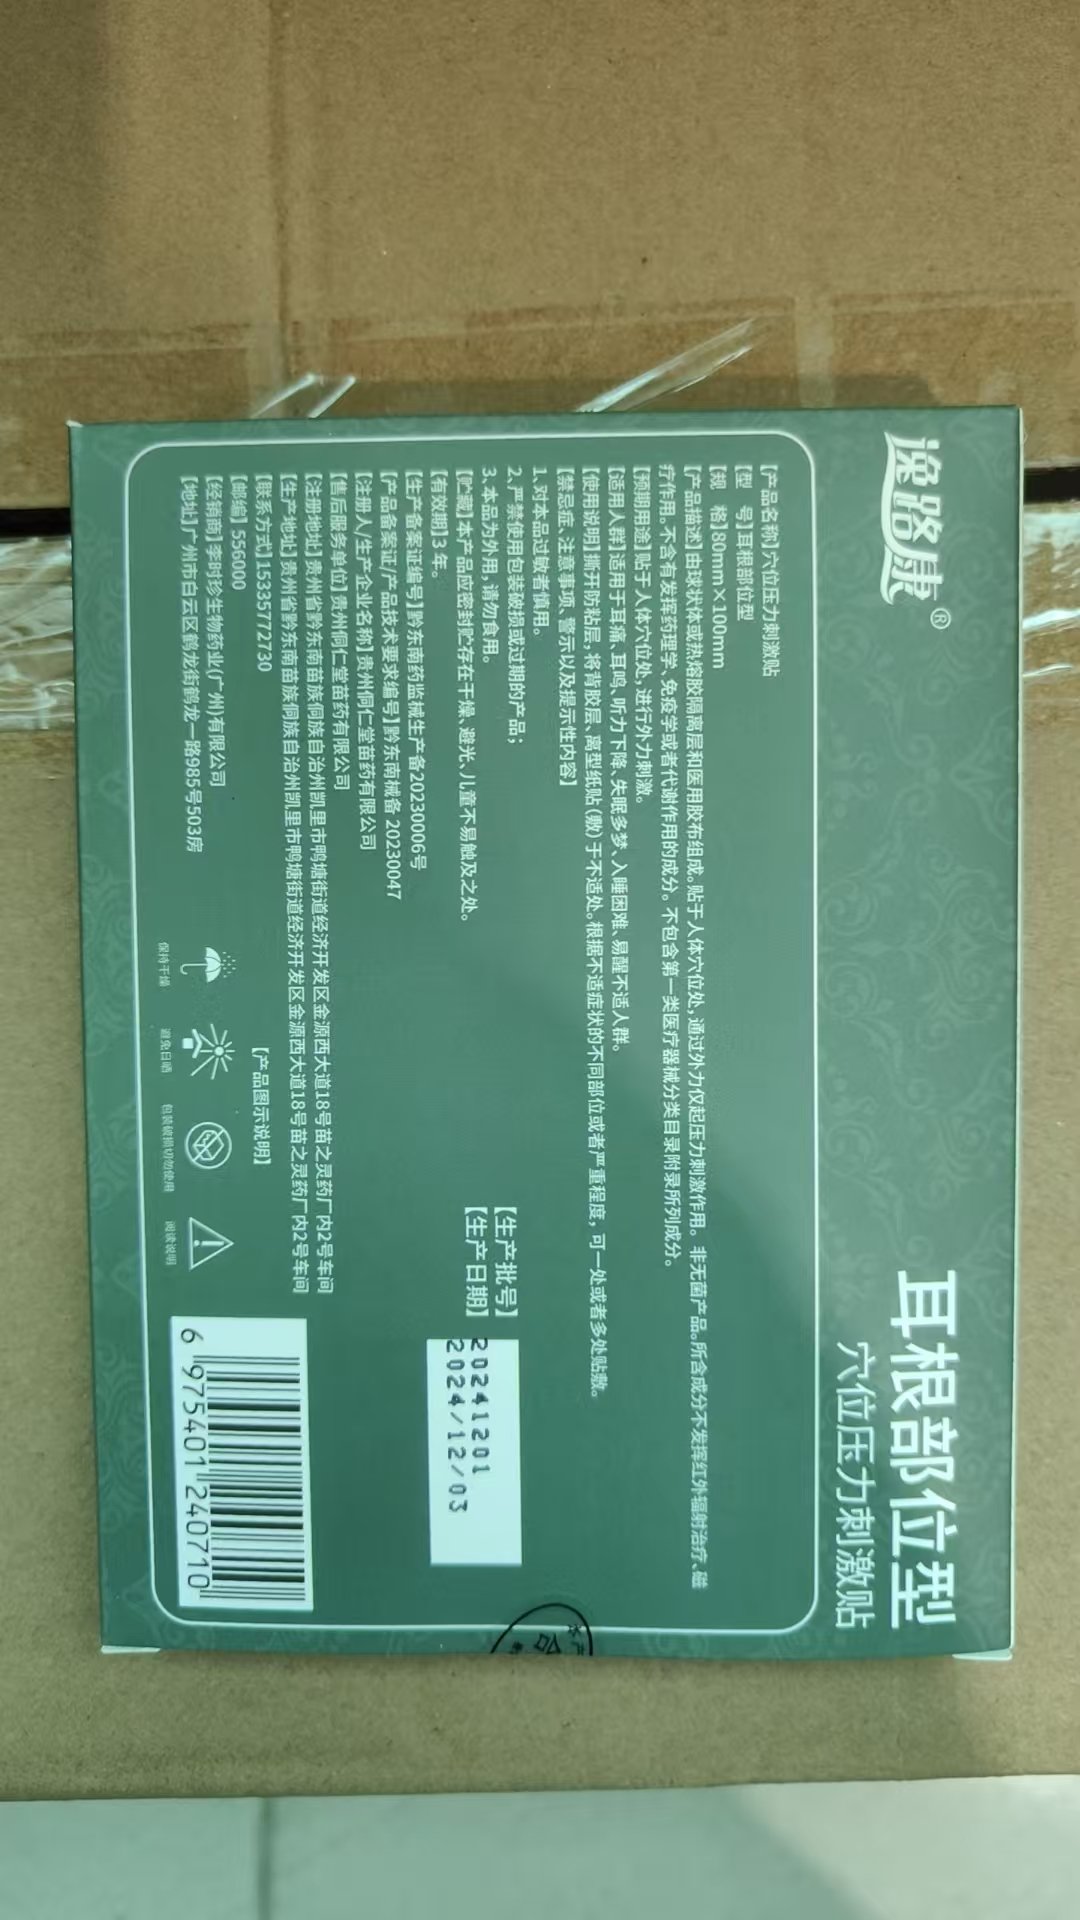 逸路康®
耳根部位型
穴位压力刺激贴
【产品名称】穴位压力刺激贴
【型 号】耳根部位型
【规 格】80mm×100mm
【产品描述】由球状体或热熔胶隔离层和医用胶布组成。贴于人体穴位处,通过外力仅起压力刺激作用。非无菌产品。所含成分不发挥红外辐射治疗、磁
疗作用。不含有发挥药理学、免疫学或者代谢作用的成分。不包含第一类医疗器械分类目录附录所列成分。
【预期用途】贴于人体穴位处,进行外力刺激。
【适用人群】适用于耳痛、耳鸣、听力下降、失眠多梦、入睡困难、易醒不适人群。
【使用说明】撕开防粘层,将背胶层、离型纸贴(敷)于不适处。根据不适症状的不同部位或者严重程度,可一处或者多处贴敷。
【禁忌症、注意事项、警示以及提示性内容】
1.对本品过敏者慎用。
2.严禁使用包装破损或过期的产品;
3.本品为外用,请勿食用。
【贮藏】本产品应密封贮存在干燥、避光、儿童不易触及之处。
【有效期】3年。
【生产备案证编号】黔东南药监械生产备20230006号
【产品备案证/产品技术要求编号】黔东南械备 20230047
【注册人/生产企业名称】贵州侗仁堂苗药有限公司
【售后服务单位】贵州侗仁堂苗药有限公司
【注册地址】贵州省黔东南苗族侗族自治州凯里市鸭塘街道经济开发区金源西大道18号苗之灵药厂内2号车间
【生产地址】贵州省黔东南苗族侗族自治州凯里市鸭塘街道经济开发区金源西大道18号苗之灵药厂内2号车间
【联系方式】15335772730
【邮编】556000
【经销商】李时珍生物药业(广州)有限公司
【地址】广州市白云区鹤龙街鹤龙一路985号503房
【生产批号】20241201
【生产日期】2024/12/03
【产品图示说明】
保持干燥
避免日晒
包装破损切勿使用
阅读说明
6 975401 240710
合